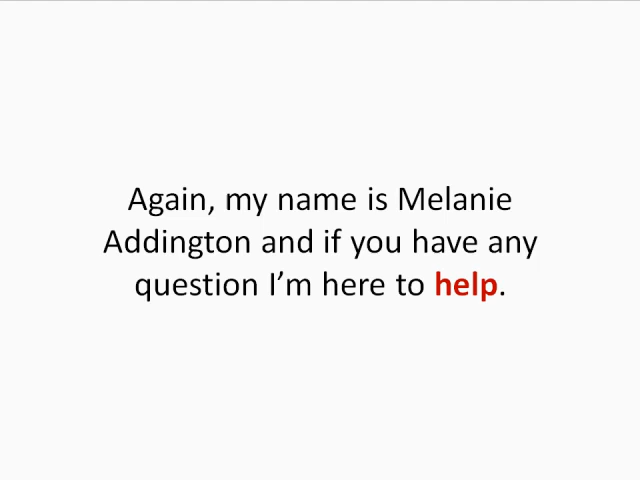 Again, my name is Melanie
Addington and if you have any
question I’m here to help.